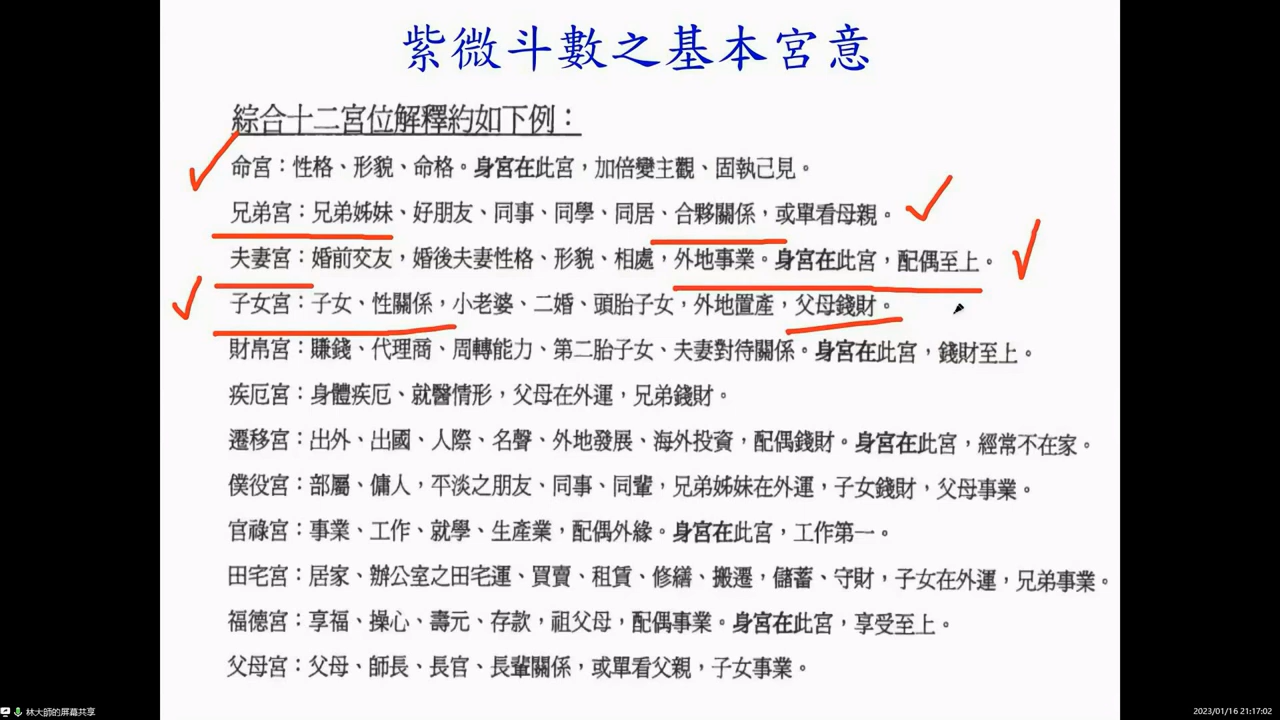 紫微斗數之基本宮意
綜合十二宮位解釋約如下例：
命宮：性格、形貌、命格。身宮在此宮，加倍變主觀、固執己見。
兄弟宮：兄弟姊妹、好朋友、同事、同學、同居、合夥關係，或單看母親。
夫妻宮：婚前交友，婚後夫妻性格、形貌、相處，外地事業。身宮在此宮，配偶至上。
子女宮：子女、性關係，小老婆、二婚、頭胎子女，外地置產，父母錢財。
財帛宮：賺錢、代理商、周轉能力、第二胎子女、夫妻對待關係。身宮在此宮，錢財至上。
疾厄宮：身體疾厄、就醫情形，父母在外運，兄弟錢財。
遷移宮：出外、出國、人際、名聲、外地發展、海外投資，配偶錢財。身宮在此宮，經常不在家。
僕役宮：部屬、傭人，平淡之朋友、同事、同輩，兄弟姊妹在外運，子女錢財，父母事業。
官祿宮：事業、工作、就學、生產業，配偶外緣。身宮在此宮，工作第一。
田宅宮：居家、辦公室之田宅運、買賣、租賃、修繕、搬遷，儲蓄、守財，子女在外運，兄弟事業。
福德宮：享福、操心、壽元、存款，祖父母，配偶事業。身宮在此宮，享受至上。
父母宮：父母、師長、長官、長輩關係，或單看父親，子女事業。
林大師的屏幕共享
2023/01/16 21:17:02